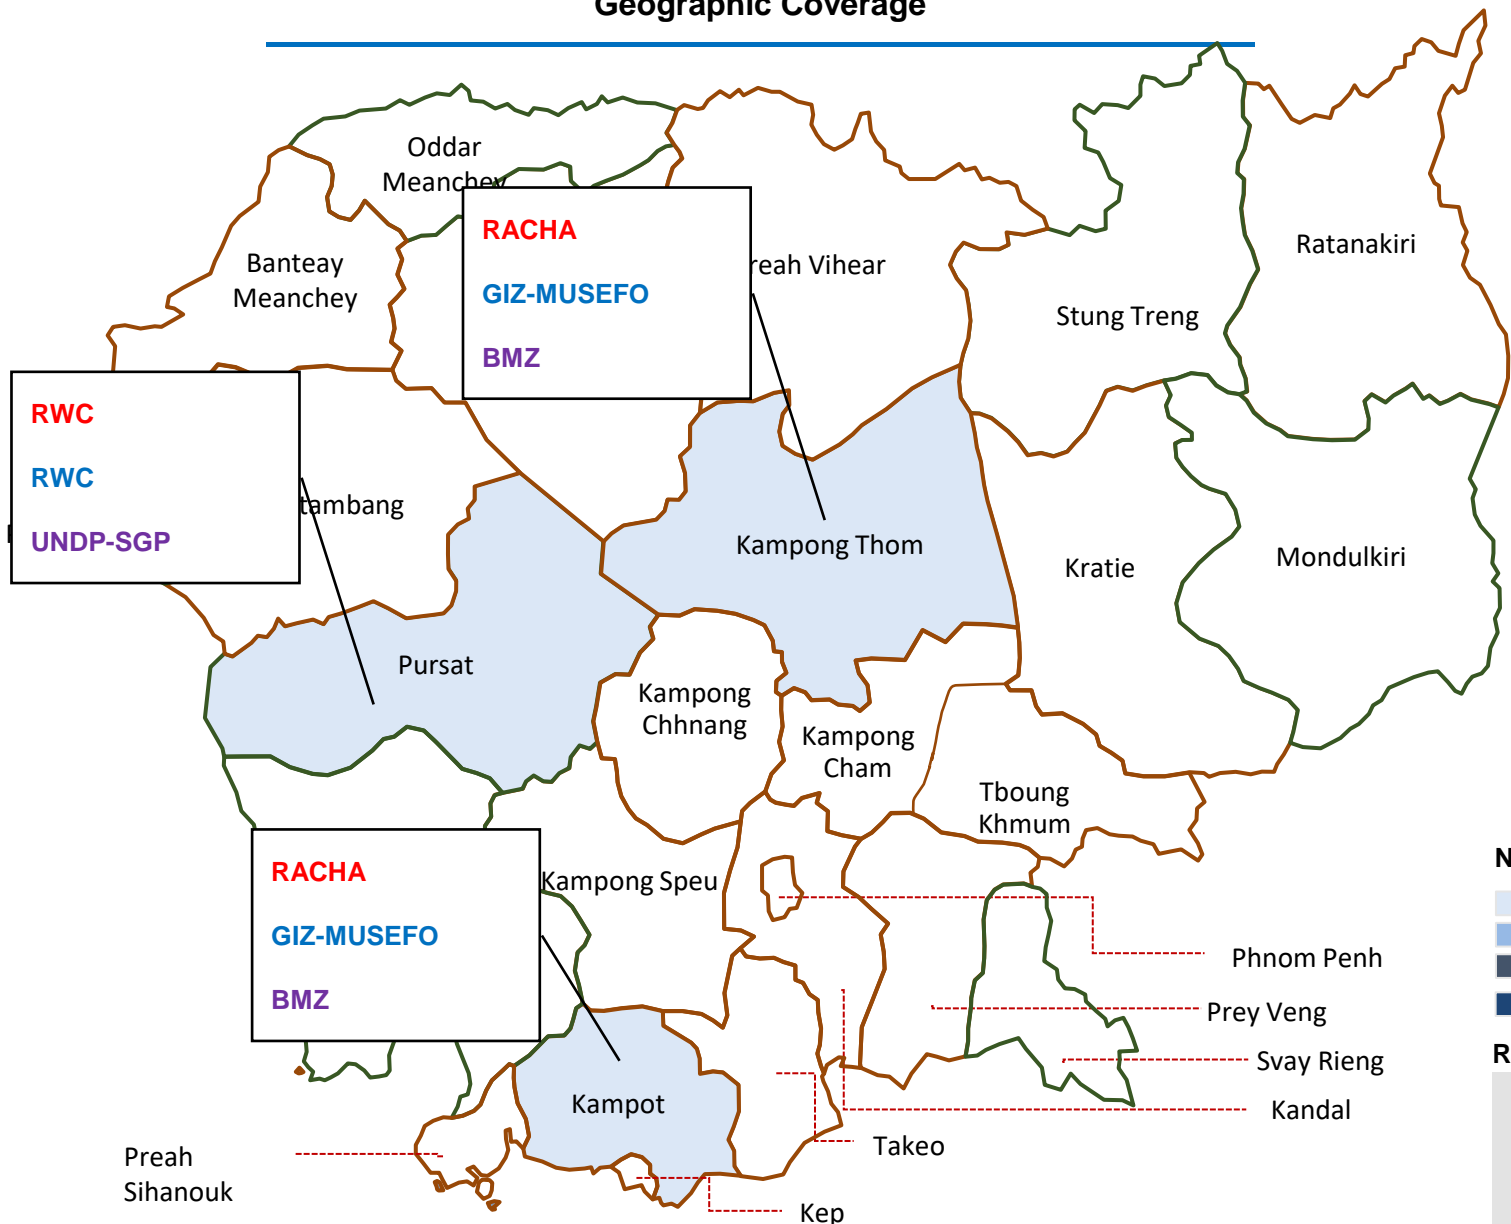 Geographic Coverage
Oddar
Meanchey
Banteay
Meanchey
RACHA
GIZ-MUSEFO
BMZ
reah Vihear
Ratanakiri
Stung Treng
RWC
RWC
UNDP-SGP
tambang
Kampong Thom
Kratie
Mondulkiri
Pursat
Kampong
Chhnang
Kampong
Cham
Tboung
Khmum
RACHA
GIZ-MUSEFO
BMZ
Kampong Speu
N
Phnom Penh
Prey Veng
R
Svay Rieng
Kampot
Kandal
Takeo
Preah
Sihanouk
Kep